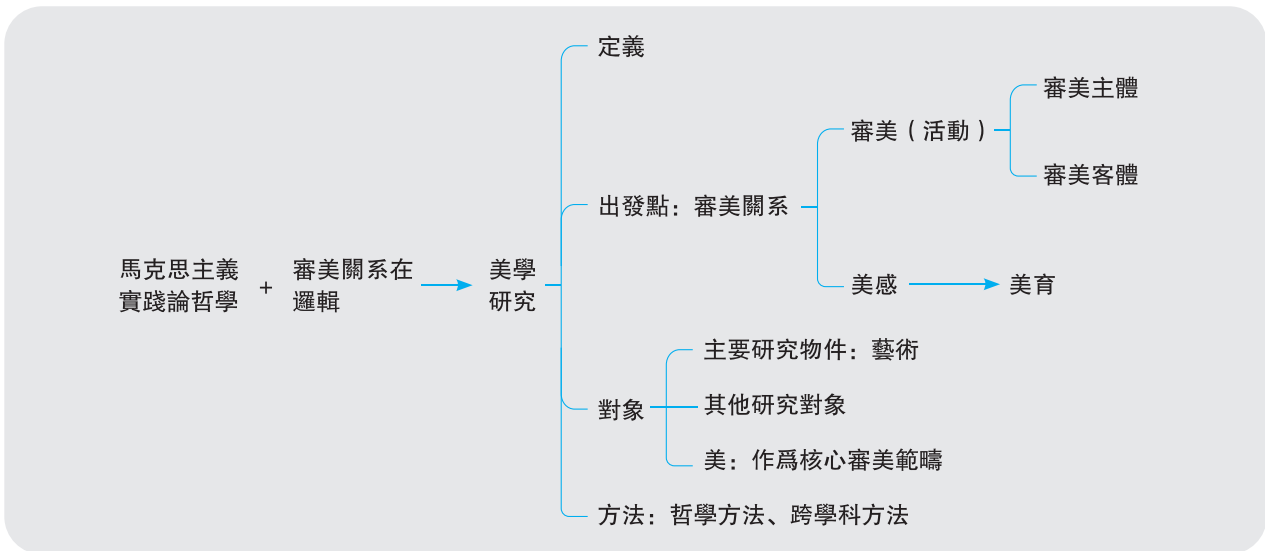 馬克思主義
實踐論哲學
+
審美關系在
邏輯
美學
研究
定義
出發點：審美關系
審美（活動）
審美主體
審美客體
美感
美育
對象
主要研究物件：藝術
其他研究對象
美：作爲核心審美範疇
方法：哲學方法、跨學科方法